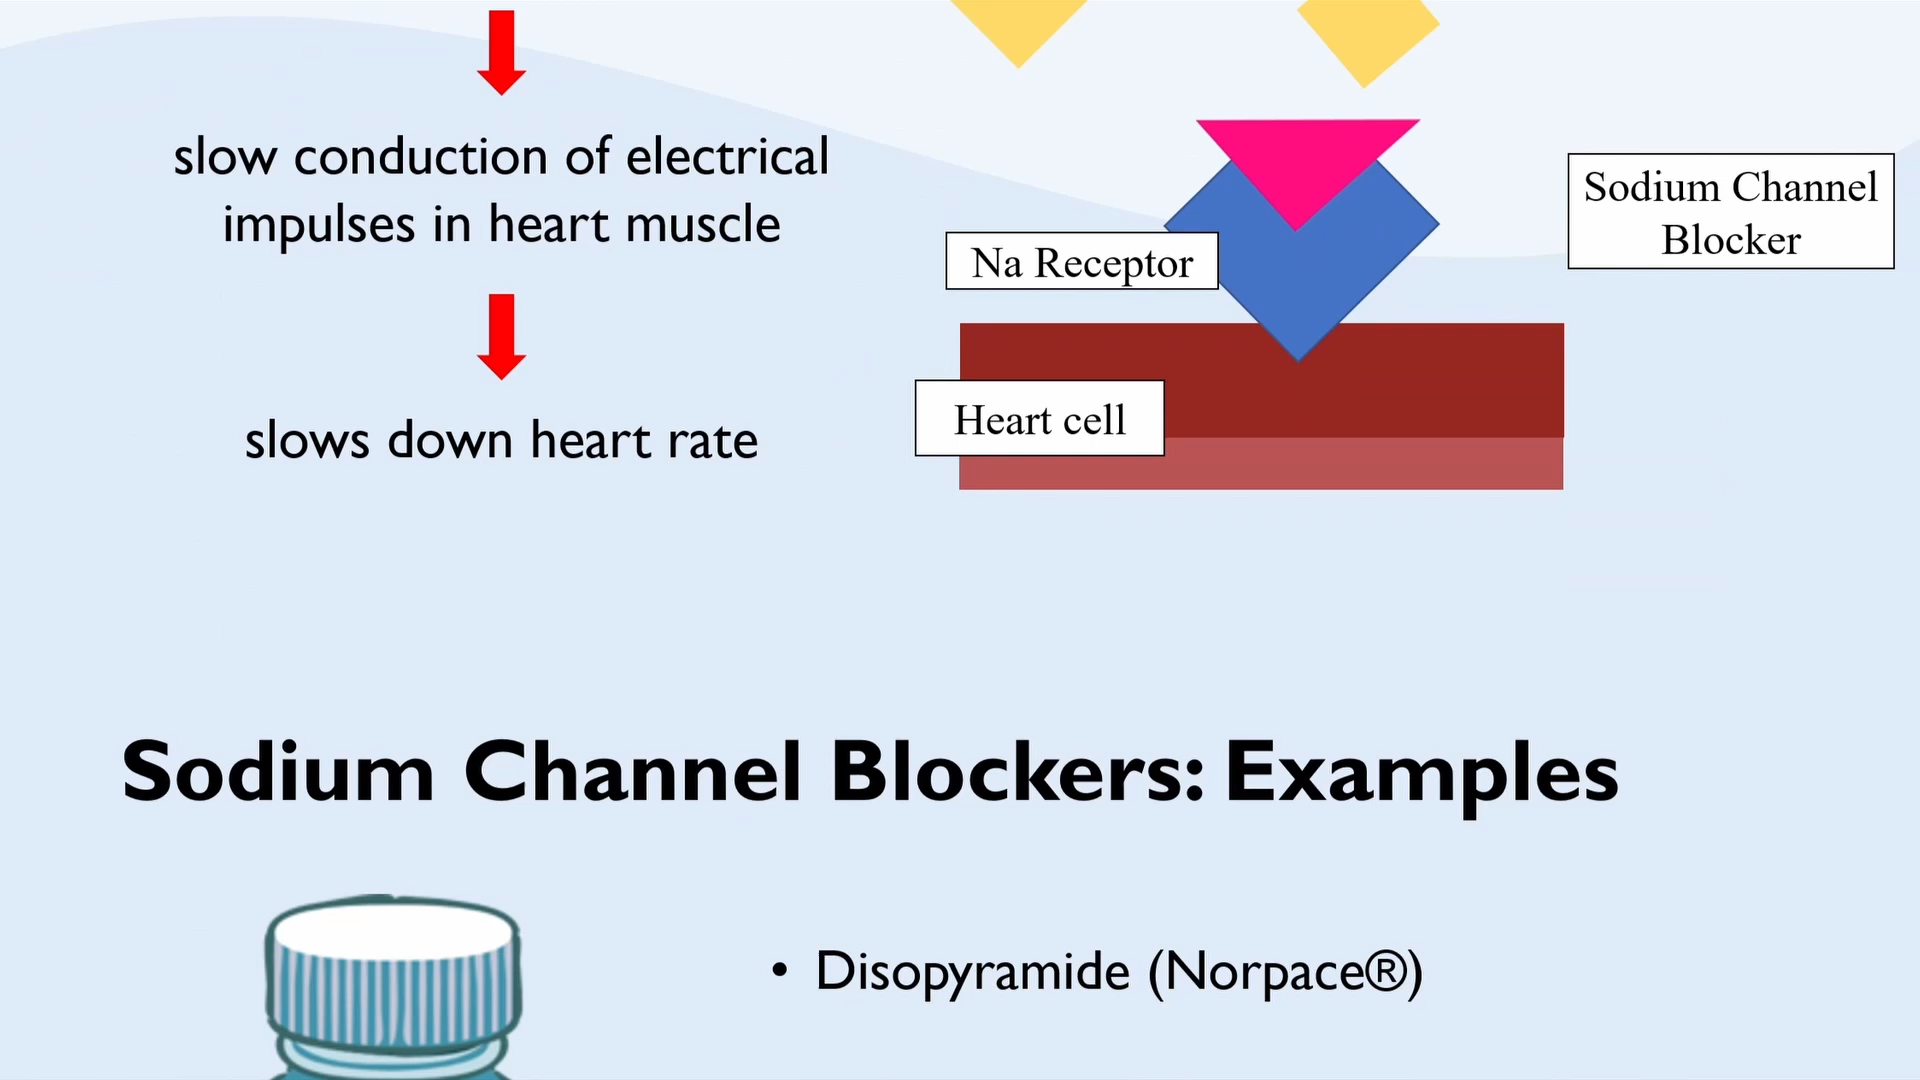 slow conduction of electrical
impulses in heart muscle
slows down heart rate
Sodium Channel
Blocker
Na Receptor
Heart cell
Sodium Channel Blockers: Examples
• Disopyramide (Norpace®)